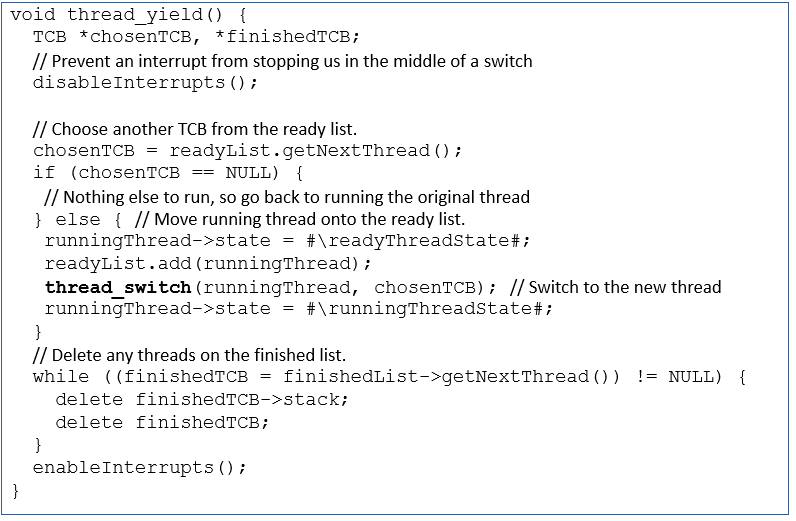 void thread_yield() {
TCB *chosenTCB, *finishedTCB;
// Prevent an interrupt from stopping us in the middle of a switch
disableInterrupts();
// Choose another TCB from the ready list.
chosenTCB = readyList.getNextThread();
if (chosenTCB == NULL) {
// Nothing else to run, so go back to running the original thread
} else { // Move running thread onto the ready list.
runningThread->state = #\readyThreadState#;
readyList.add(runningThread);
thread_switch(runningThread, chosenTCB); // Switch to the new thread
runningThread->state = #\runningThreadState#;
}
// Delete any threads on the finished list.
while ((finishedTCB = finishedList->getNextThread()) != NULL) {
delete finishedTCB->stack;
delete finishedTCB;
}
enableInterrupts();
}